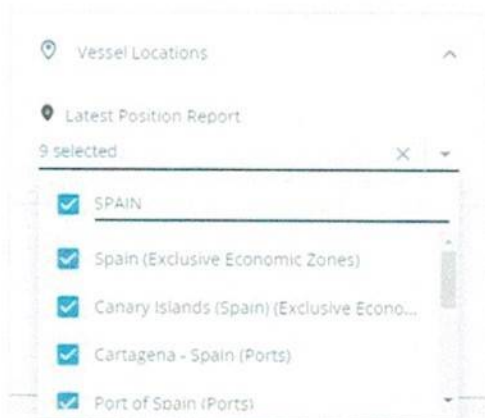 Vessel Locations
Latest Position Report
9 selected
SPAIN
Spain (Exclusive Economic Zones)
Canary Islands (Spain) (Exclusive Econo...
Cartagena - Spain (Ports)
Port of Spain (Ports)